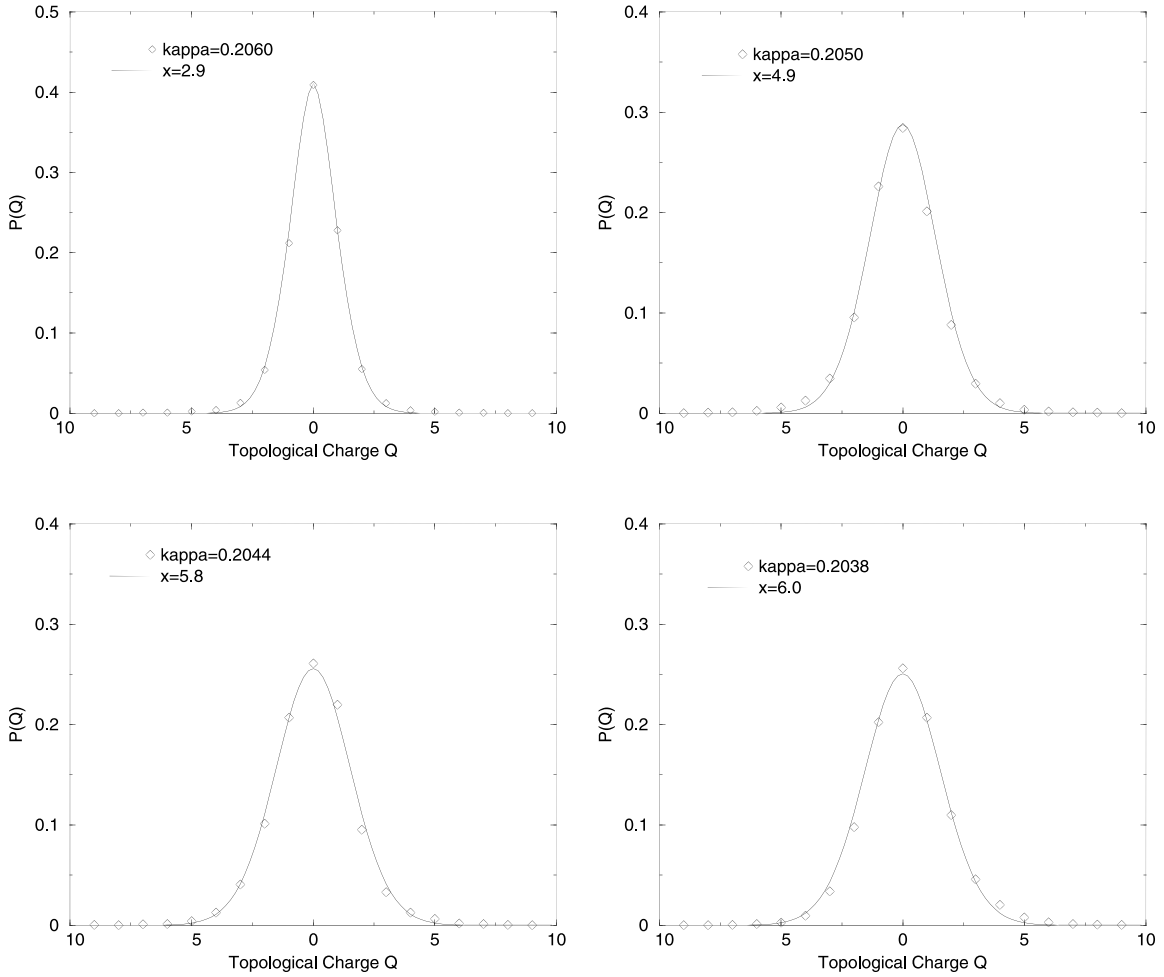 0.5
0.4
0.3
0.2
0.1
0
P(Q)
kappa=0.2060
x=2.9
10 5 0 5 10
Topological Charge Q
0.4
0.3
0.2
0.1
0
P(Q)
kappa=0.2050
x=4.9
10 5 0 5 10
Topological Charge Q
0.4
0.3
0.2
0.1
0
P(Q)
kappa=0.2044
x=5.8
10 5 0 5 10
Topological Charge Q
0.4
0.3
0.2
0.1
0
P(Q)
kappa=0.2038
x=6.0
10 5 0 5 10
Topological Charge Q